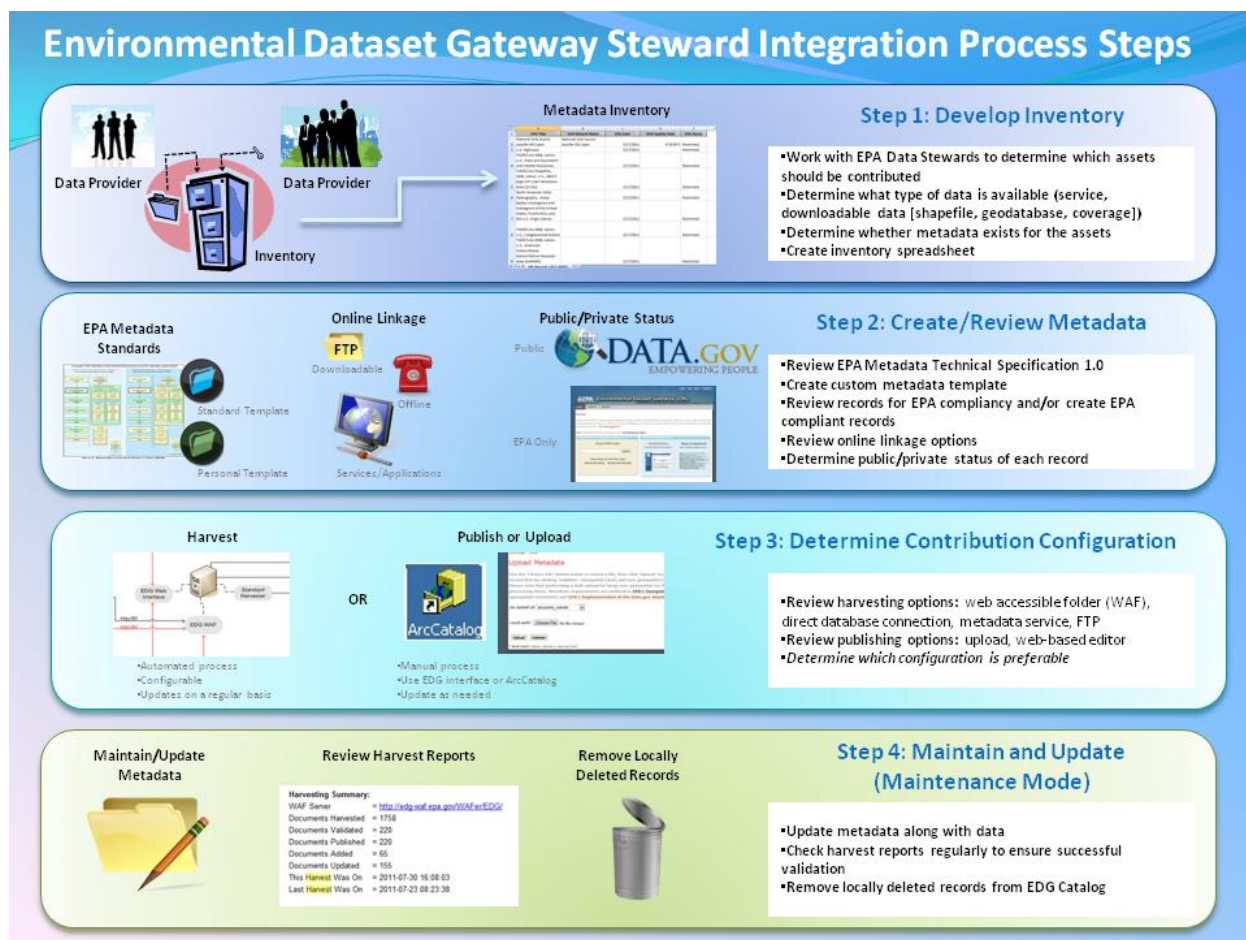 Environmental Dataset Gateway Steward Integration Process Steps
Data Provider
Data Provider
Inventory
Metadata Inventory
Step 1: Develop Inventory
▪Work with EPA Data Stewards to determine which assets
should be contributed
▪Determine what type of data is available (service,
downloadable data [shapefile, geodatabase, coverage])
▪Determine whether metadata exists for the assets
▪Create inventory spreadsheet
EPA Metadata
Standards
Standard Template
Personal Template
Online Linkage
FTP
Downloadable
Offline
Services/Applications
Public/Private Status
Public
DATA.GOV
EMPOWERING PEOPLE
EPA Only
Step 2: Create/Review Metadata
▪Review EPA Metadata Technical Specification 1.0
▪Create custom metadata template
▪Review records for EPA compliancy and/or create EPA
compliant records
▪Review online linkage options
▪Determine public/private status of each record
Harvest
EDG Web
Interface
Standard
Harvester
EDG WAF
•Automated process
•Configurable
•Updates on a regular basis
OR
Publish or Upload
ArcCatalog
Upload Metadata
•Manual process
•Use EDG interface or ArcCatalog
•Update as needed
Step 3: Determine Contribution Configuration
▪Review harvesting options: web accessible folder (WAF),
direct database connection, metadata service, FTP
▪Review publishing options: upload, web-based editor
▪Determine which configuration is preferable
Maintain/Update
Metadata
Review Harvest Reports
Harvesting Summary:
WAF Server = http://edg-waf.epa.gov/WAFer/EDG/
Documents Harvested = 1758
Documents Validated = 220
Documents Published = 220
Documents Added = 65
Documents Updated = 155
This Harvest Was On = 2011-07-30 16:08:03
Last Harvest Was On = 2011-07-23 08:23:38
Remove Locally
Deleted Records
Step 4: Maintain and Update
(Maintenance Mode)
▪Update metadata along with data
▪Check harvest reports regularly to ensure successful
validation
▪Remove locally deleted records from EDG Catalog